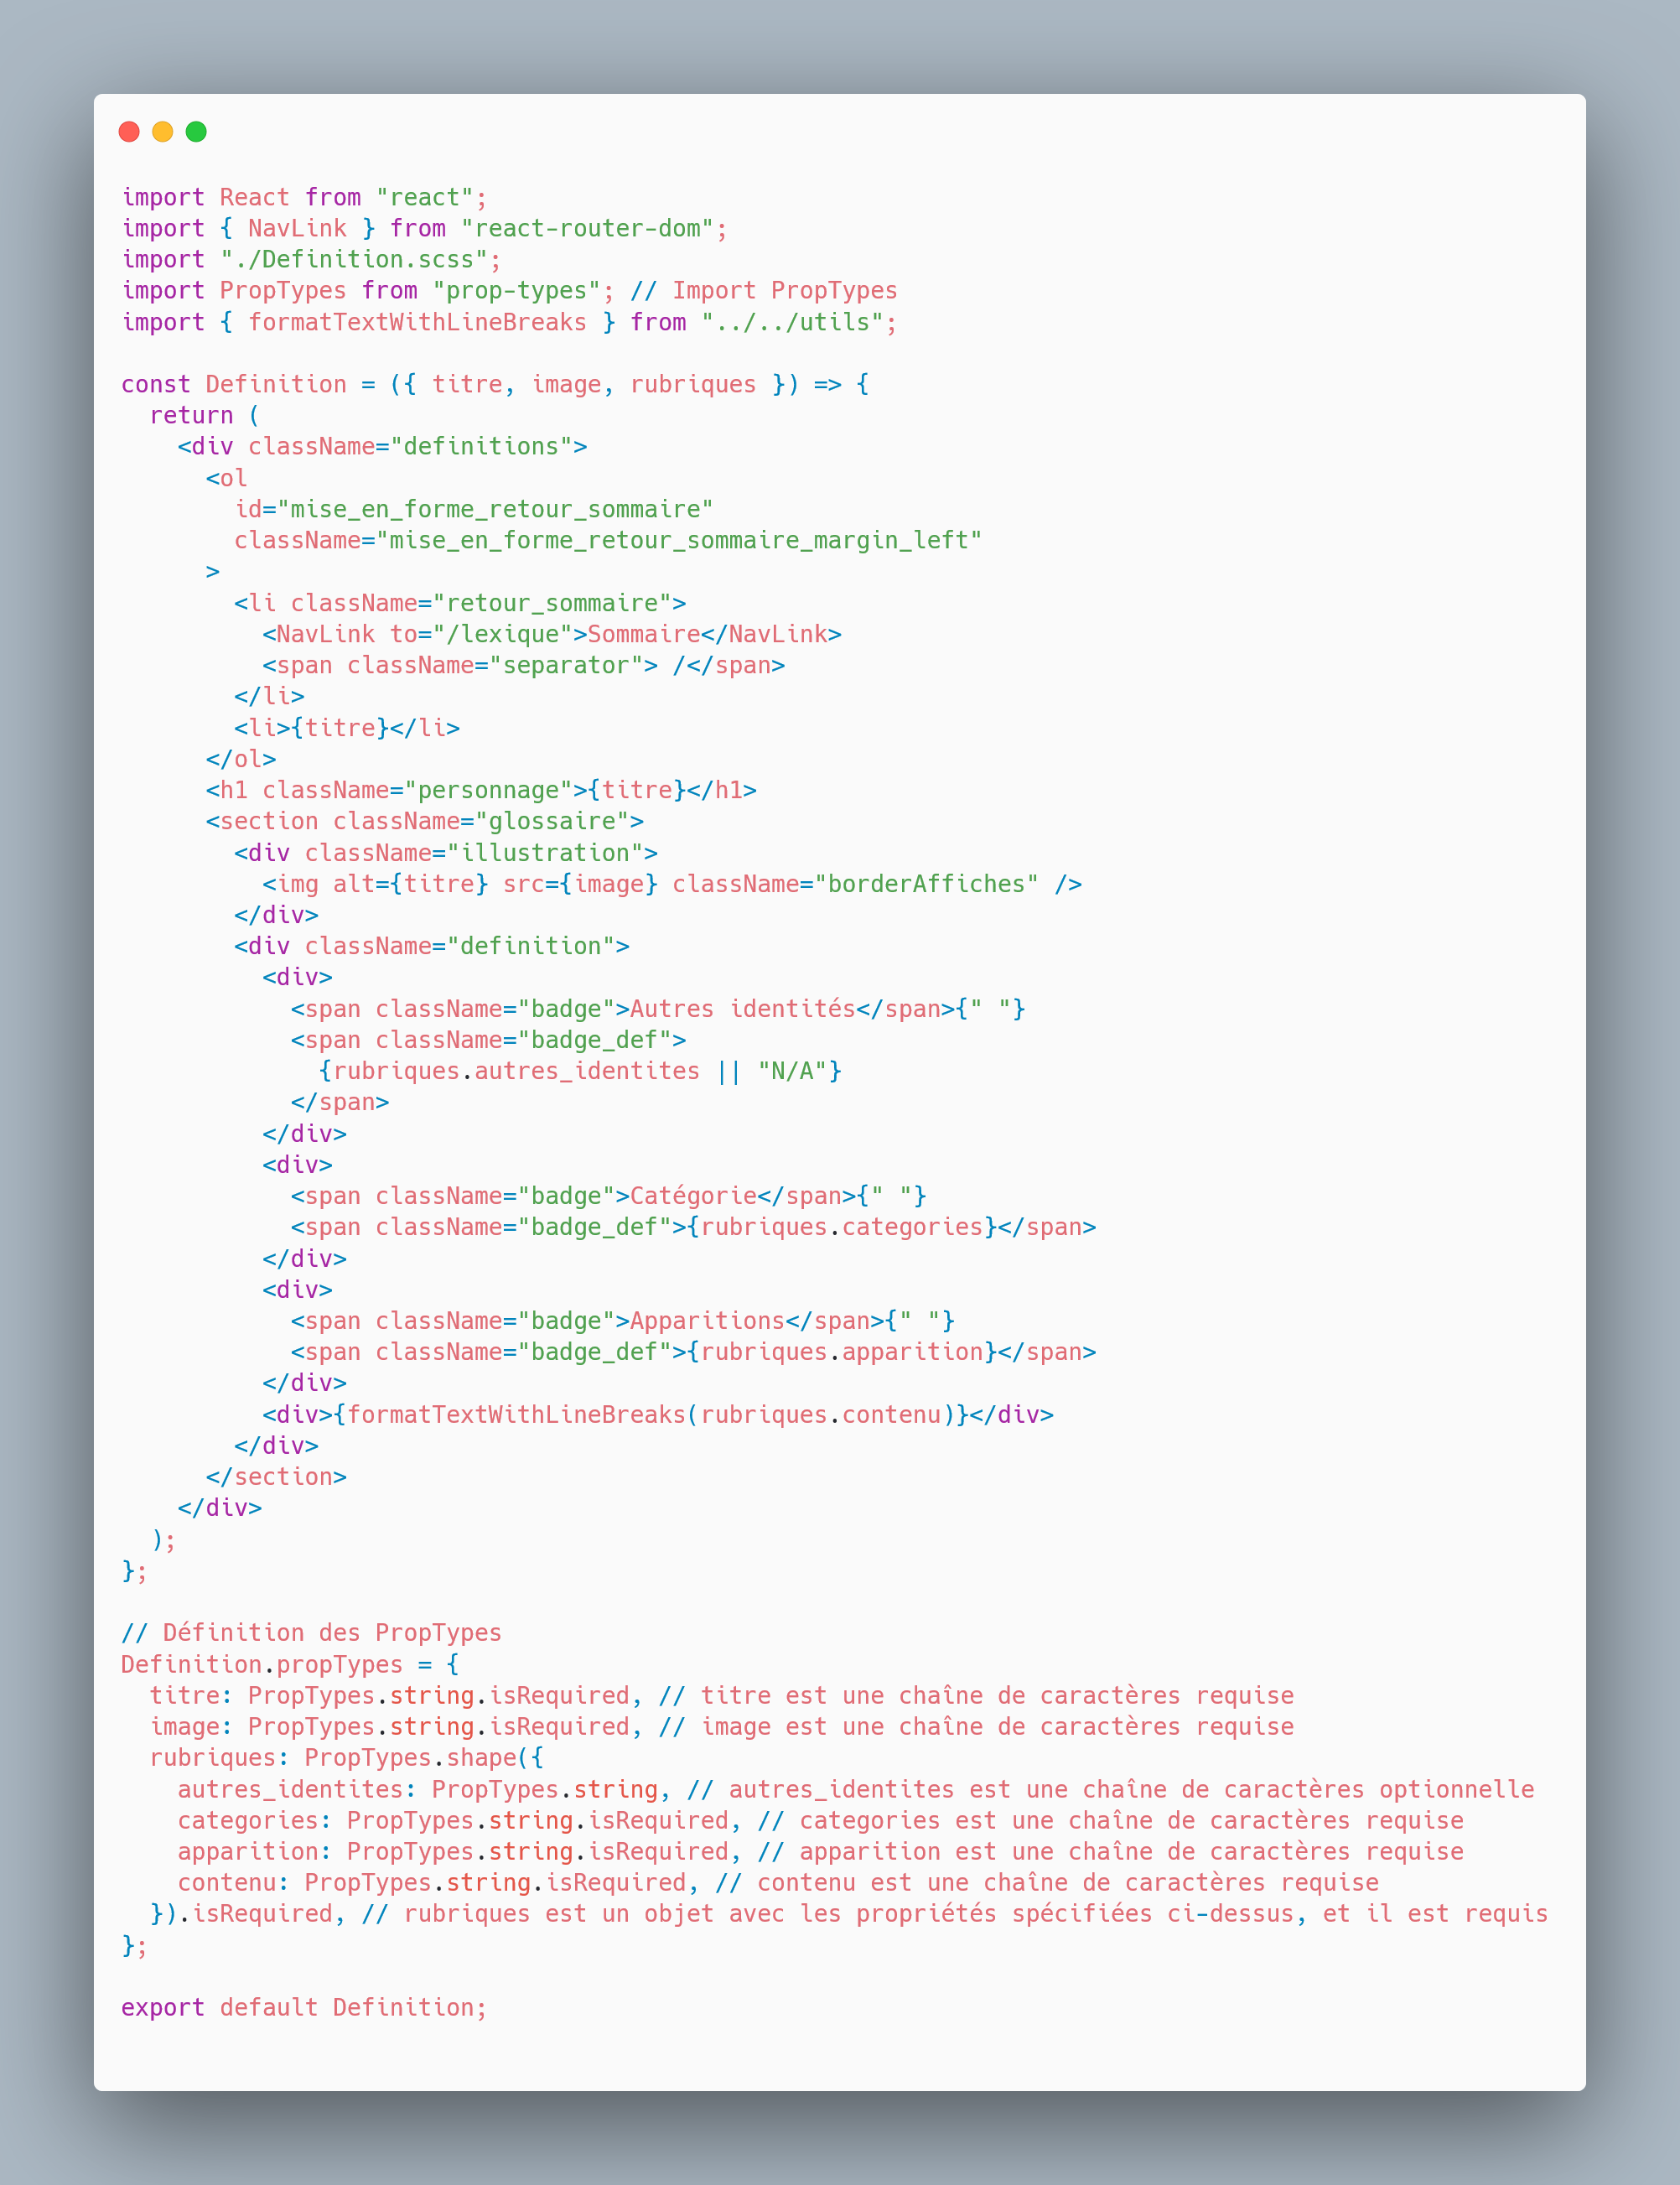 import React from "react";
import { NavLink } from "react-router-dom";
import "./Definition.scss";
import PropTypes from "prop-types"; // Import PropTypes
import { formatTextWithLineBreaks } from "../../utils";

const Definition = ({ titre, image, rubriques }) => {
  return (
    <div className="definitions">
      <ol
        id="mise_en_forme_retour_sommaire"
        className="mise_en_forme_retour_sommaire_margin_left"
      >
        <li className="retour_sommaire">
          <NavLink to="/lexique">Sommaire</NavLink>
          <span className="separator"> /</span>
        </li>
        <li>{titre}</li>
      </ol>
      <h1 className="personnage">{titre}</h1>
      <section className="glossaire">
        <div className="illustration">
          <img alt={titre} src={image} className="borderAffiches" />
        </div>
        <div className="definition">
          <div>
            <span className="badge">Autres identités</span>{" "}
            <span className="badge_def">
              {rubriques.autres_identites || "N/A"}
            </span>
          </div>
          <div>
            <span className="badge">Catégorie</span>{" "}
            <span className="badge_def">{rubriques.categories}</span>
          </div>
          <div>
            <span className="badge">Apparitions</span>{" "}
            <span className="badge_def">{rubriques.apparition}</span>
          </div>
          <div>{formatTextWithLineBreaks(rubriques.contenu)}</div>
        </div>
      </section>
    </div>
  );
};

// Définition des PropTypes
Definition.propTypes = {
  titre: PropTypes.string.isRequired, // titre est une chaîne de caractères requise
  image: PropTypes.string.isRequired, // image est une chaîne de caractères requise
  rubriques: PropTypes.shape({
    autres_identites: PropTypes.string, // autres_identites est une chaîne de caractères optionnelle
    categories: PropTypes.string.isRequired, // categories est une chaîne de caractères requise
    apparition: PropTypes.string.isRequired, // apparition est une chaîne de caractères requise
    contenu: PropTypes.string.isRequired, // contenu est une chaîne de caractères requise
  }).isRequired, // rubriques est un objet avec les propriétés spécifiées ci-dessus, et il est requis
};

export default Definition;